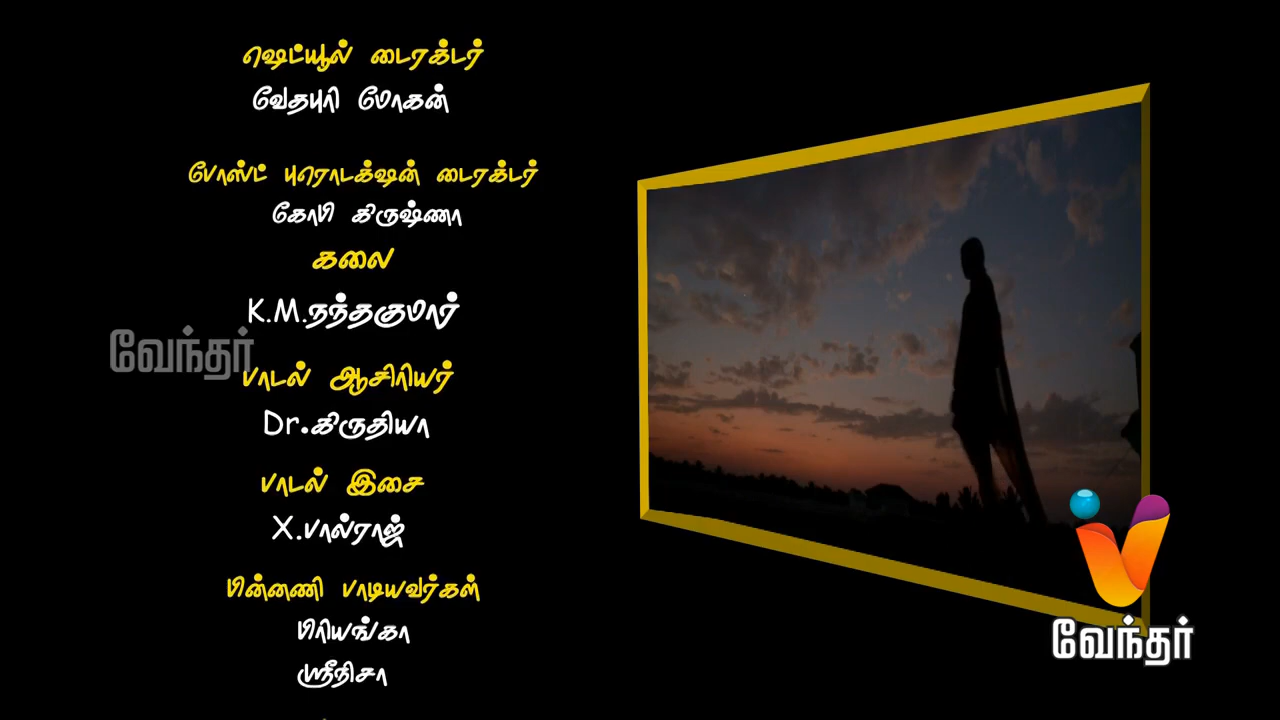 ஷெட்யூல் டைரக்டர்
வேதபுரி மோகன்
போஸ்ட் புரொடக்ஷன் டைரக்டர்
கோபி கிருஷ்ணா
கலை
K.M.நந்தகுமார்
வேந்தர்
பாடல் ஆசிரியர்
Dr.கிருதியா
பாடல் இசை
X.பால்ராஜ்
பின்னணி பாடியவர்கள்
பிரியங்கா
ஸ்ரீநிசா
வேந்தர்